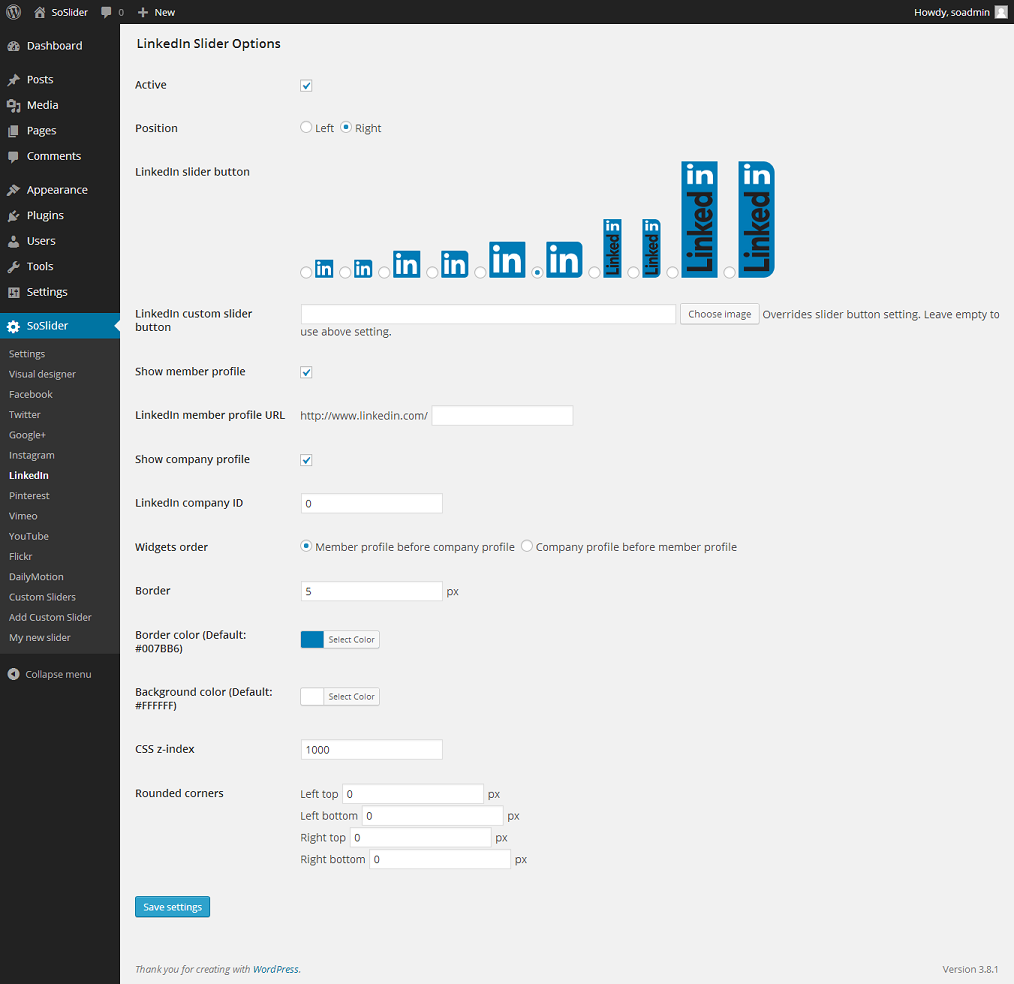 SoSlider 0 New Howdy, soadmin
Dashboard
Posts
Media
Pages
Comments
Appearance
Plugins
Users
Tools
Settings
SoSlider
Settings
Visual designer
Facebook
Twitter
Google+
Instagram
LinkedIn
Pinterest
Vimeo
YouTube
Flickr
DailyMotion
Custom Sliders
Add Custom Slider
My new slider
Collapse menu
LinkedIn Slider Options
Active
Position Left Right
LinkedIn slider button
in in in in in in Linked in Linked in Linked in Linked in
LinkedIn custom slider
button
Choose image Overrides slider button setting. Leave empty to
use above setting.
Show member profile
LinkedIn member profile URL http://www.linkedin.com/
Show company profile
LinkedIn company ID 0
Widgets order Member profile before company profile Company profile before member profile
Border 5 px
Border color (Default:
#007BB6)
Select Color
Background color (Default:
#FFFFFF)
Select Color
CSS z-index 1000
Rounded corners Left top 0 px
Left bottom 0 px
Right top 0 px
Right bottom 0 px
Save settings
Thank you for creating with WordPress. Version 3.8.1